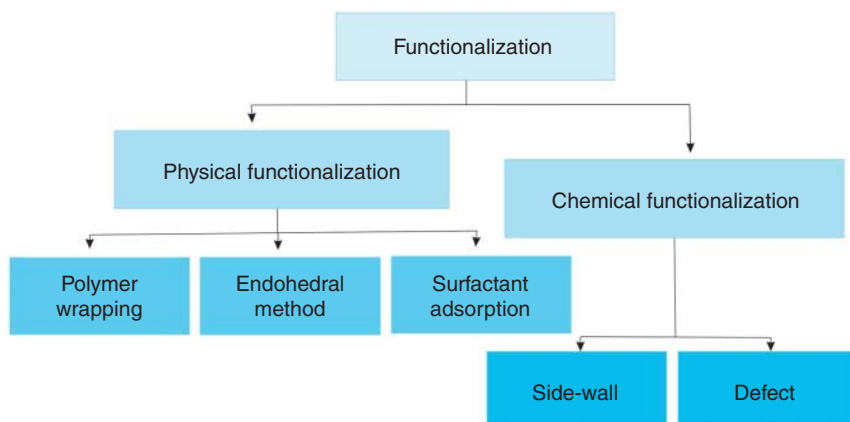 Functionalization
Physical functionalization
Chemical functionalization
Polymer
wrapping
Endohedral
method
Surfactant
adsorption
Side-wall
Defect